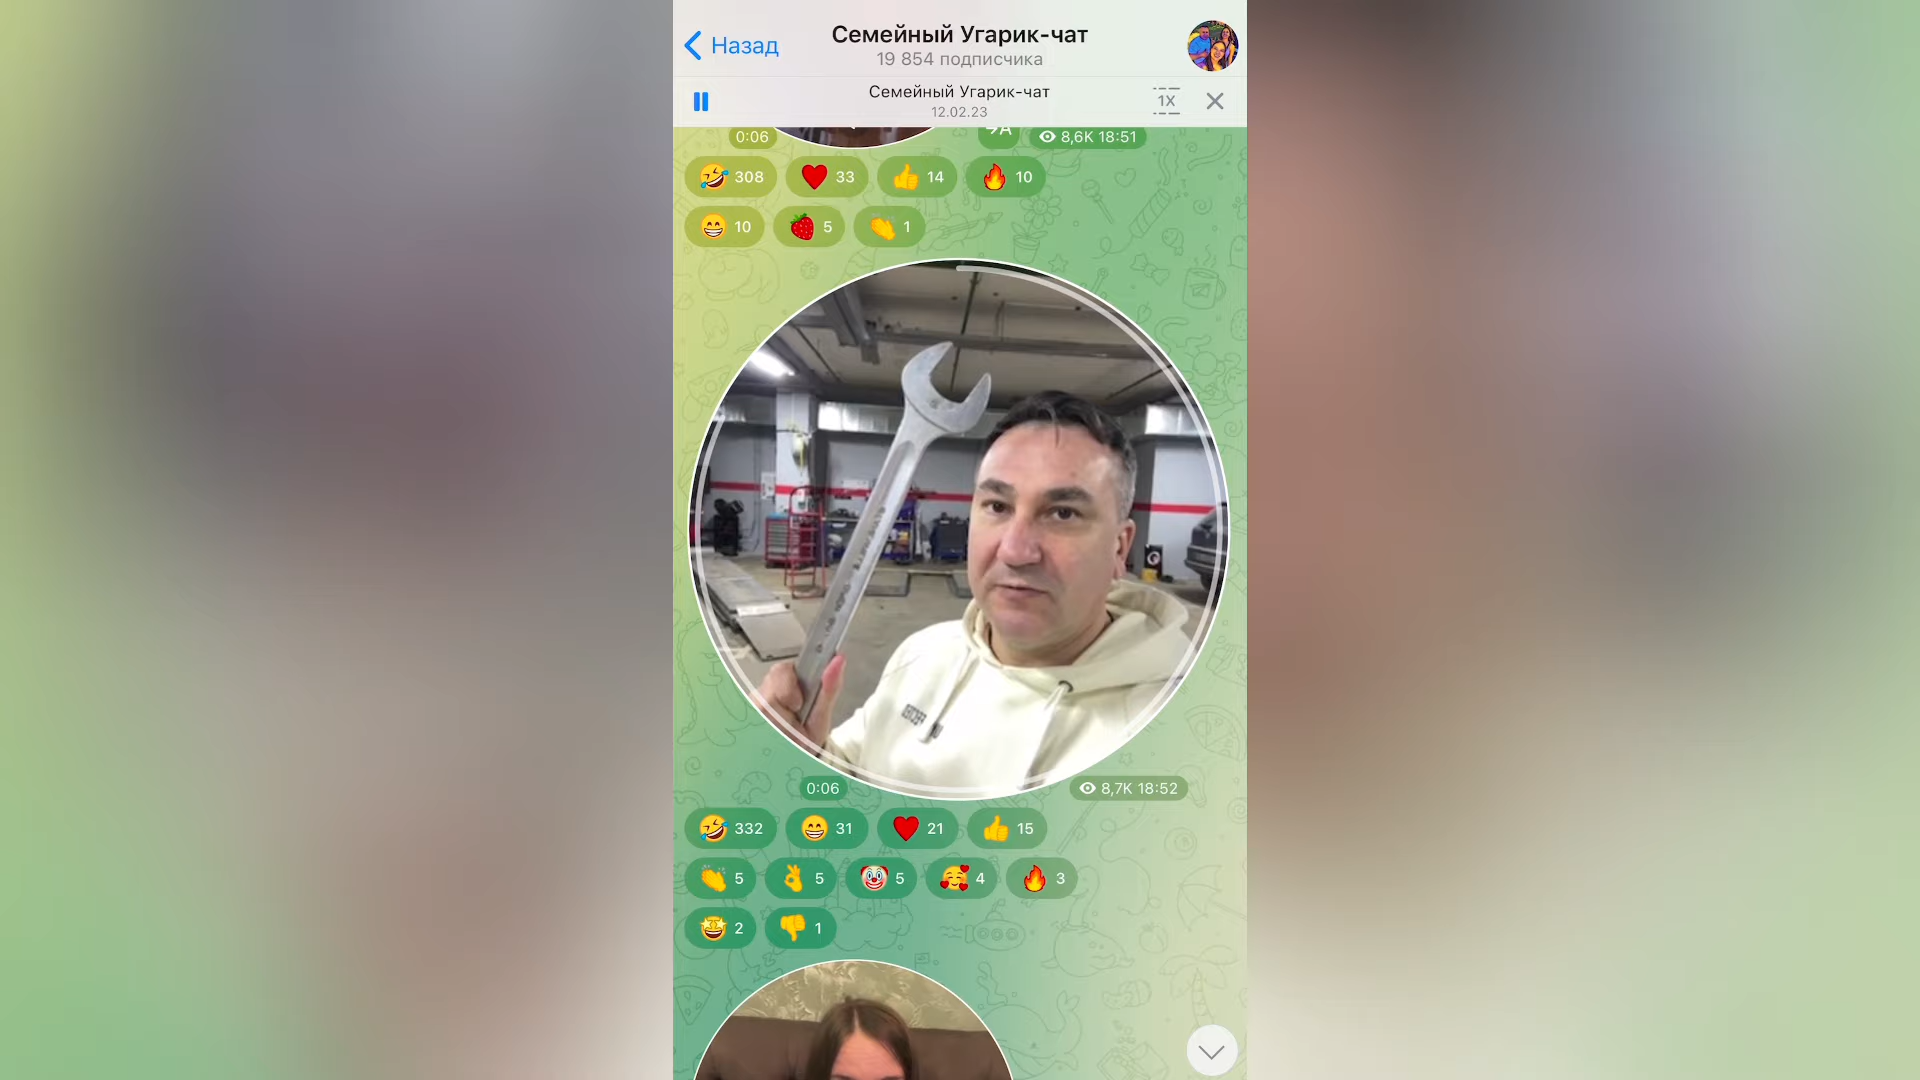 Назад
Семейный Угарик-чат
19 854 подписчика
Семейный Угарик-чат
12.02.23
1X
0:06
→A
8,6K 18:51
308
33
14
10
10
5
1
0:06
8,7K 18:52
332
31
21
15
5
5
5
4
3
2
1